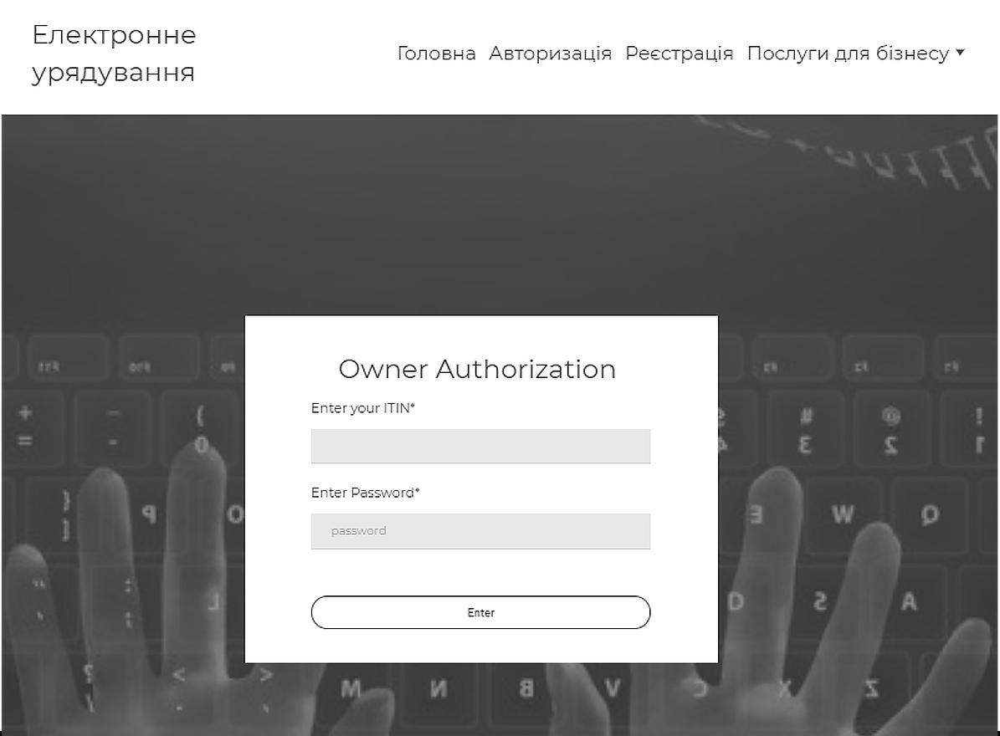 Електронне
урядування
Головна Авторизація Реєстрація Послуги для бізнесу
Owner Authorization
Enter your ITIN*
Enter Password*
password
Enter